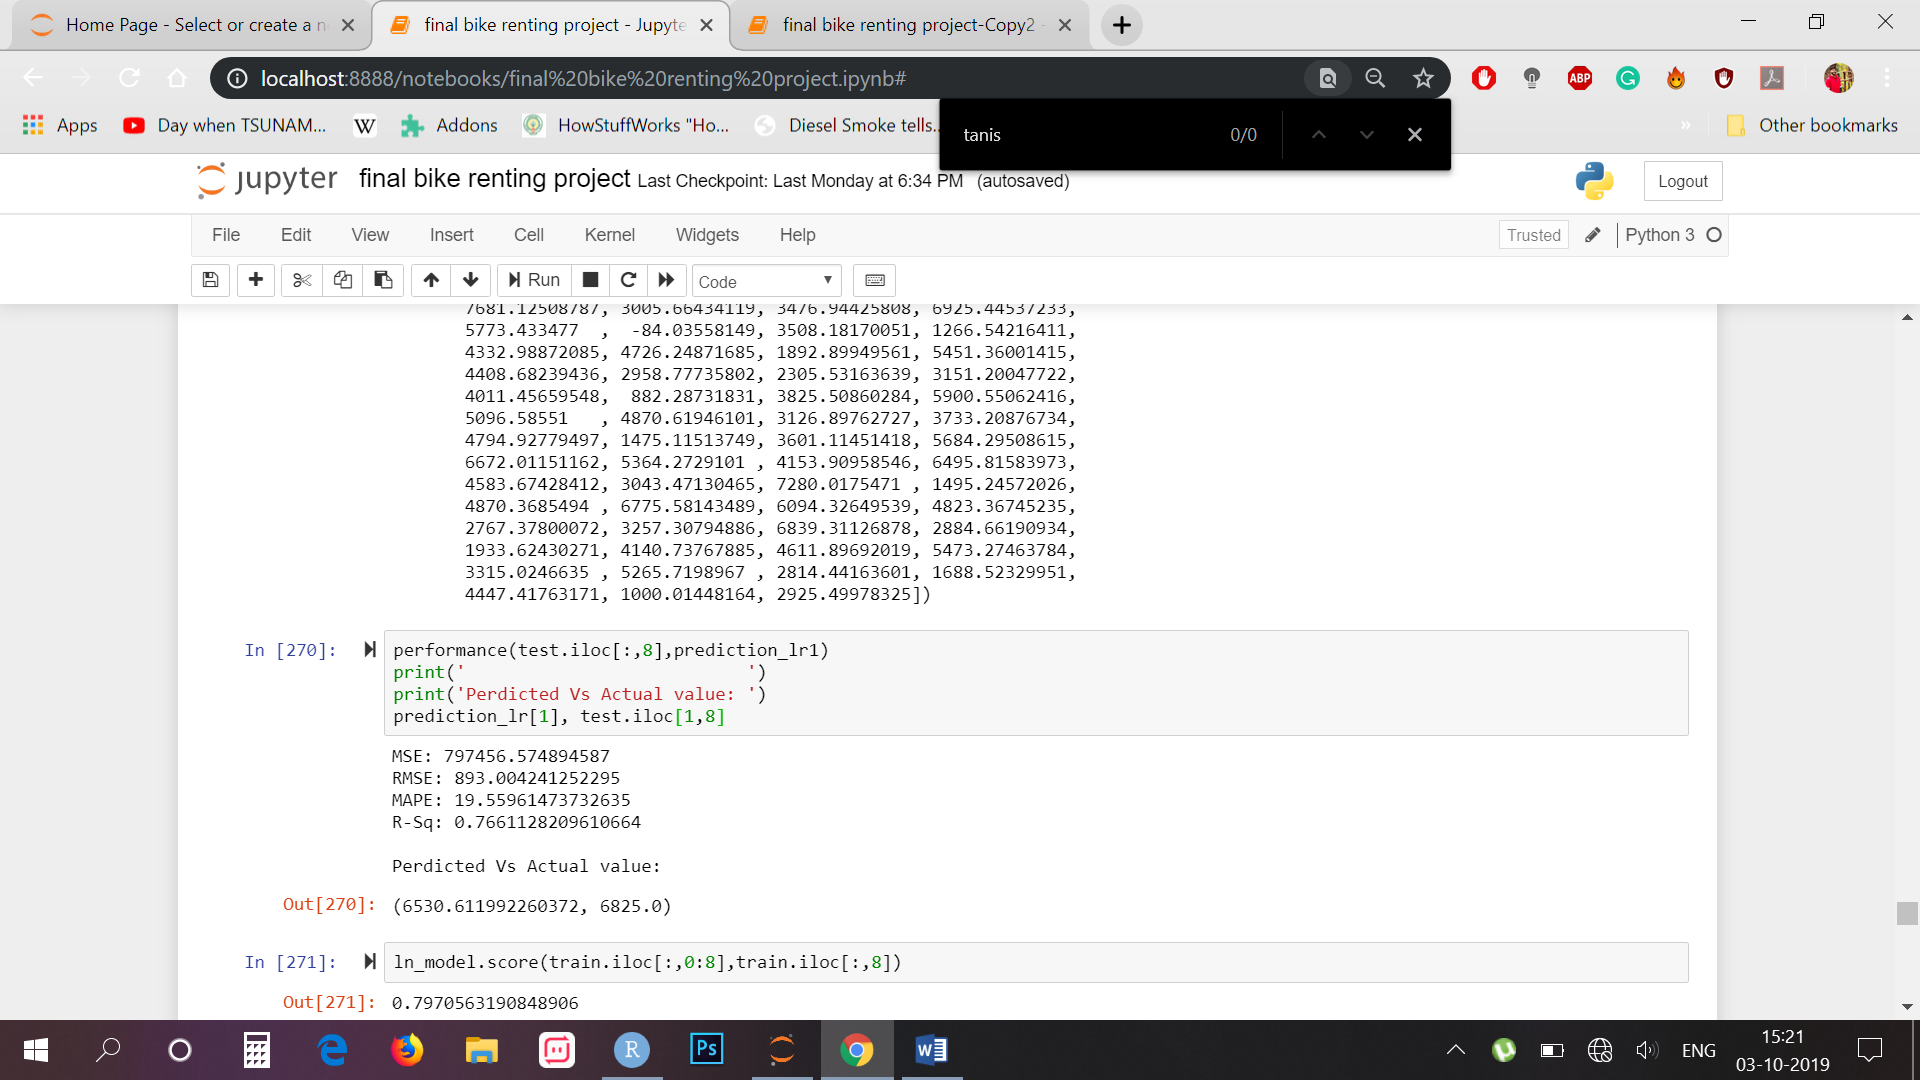 Home Page - Select or create a n
final bike renting project - Jupyte
final bike renting project-Copy2 -
localhost:8888/notebooks/final%20bike%20renting%20project.ipynb#
ABP
Apps
Day when TSUNAM...
W
Addons
HowStuffWorks "Ho...
Diesel Smoke tells...
»
Other bookmarks
tanis
0/0
jupyter
final bike renting project Last Checkpoint: Last Monday at 6:34 PM (autosaved)
Logout
File Edit View Insert Cell Kernel Widgets Help
Trusted
Python 3
Run
Code
7681.12508787, 3005.66434119, 3476.94425808, 6925.44537233,
5773.433477 , -84.03558149, 3508.18170051, 1266.54216411,
4332.98872085, 4726.24871685, 1892.89949561, 5451.36001415,
4408.68239436, 2958.77735802, 2305.53163639, 3151.20047722,
4011.45659548, 882.28731831, 3825.50860284, 5900.55062416,
5096.58551 , 4870.61946101, 3126.89762727, 3733.20876734,
4794.92779497, 1475.11513749, 3601.11451418, 5684.29508615,
6672.01151162, 5364.2729101 , 4153.90958546, 6495.81583973,
4583.67428412, 3043.47130465, 7280.0175471 , 1495.24572026,
4870.3685494 , 6775.58143489, 6094.32649539, 4823.36745235,
2767.37800072, 3257.30794886, 6839.31126878, 2884.66190934,
1933.62430271, 4140.73767885, 4611.89692019, 5473.27463784,
3315.0246635 , 5265.7198967 , 2814.44163601, 1688.52329951,
4447.41763171, 1000.01448164, 2925.49978325])
In [270]:
performance(test.iloc[:,8],prediction_lr1)
print('                           ')
print('Perdicted Vs Actual value: ')
prediction_lr[1], test.iloc[1,8]
MSE: 797456.574894587
RMSE: 893.004241252295
MAPE: 19.55961473732635
R-Sq: 0.7661128209610664
Perdicted Vs Actual value:
Out[270]: (6530.611992260372, 6825.0)
In [271]:
ln_model.score(train.iloc[:,0:8],train.iloc[:,8])
Out[271]: 0.7970563190848906
R
Ps
ENG
15:21
03-10-2019